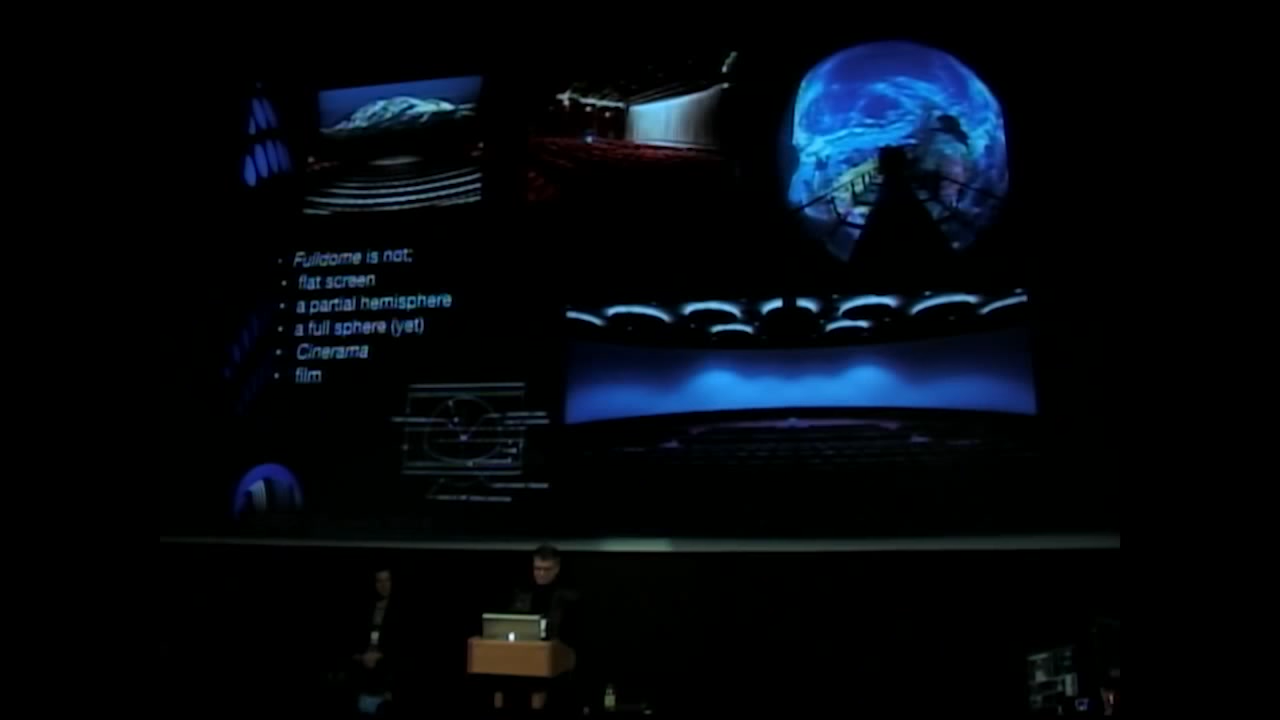 Fulldome is not:
flat screen
a partial hemisphere
a full sphere (yet)
Cinerama
film